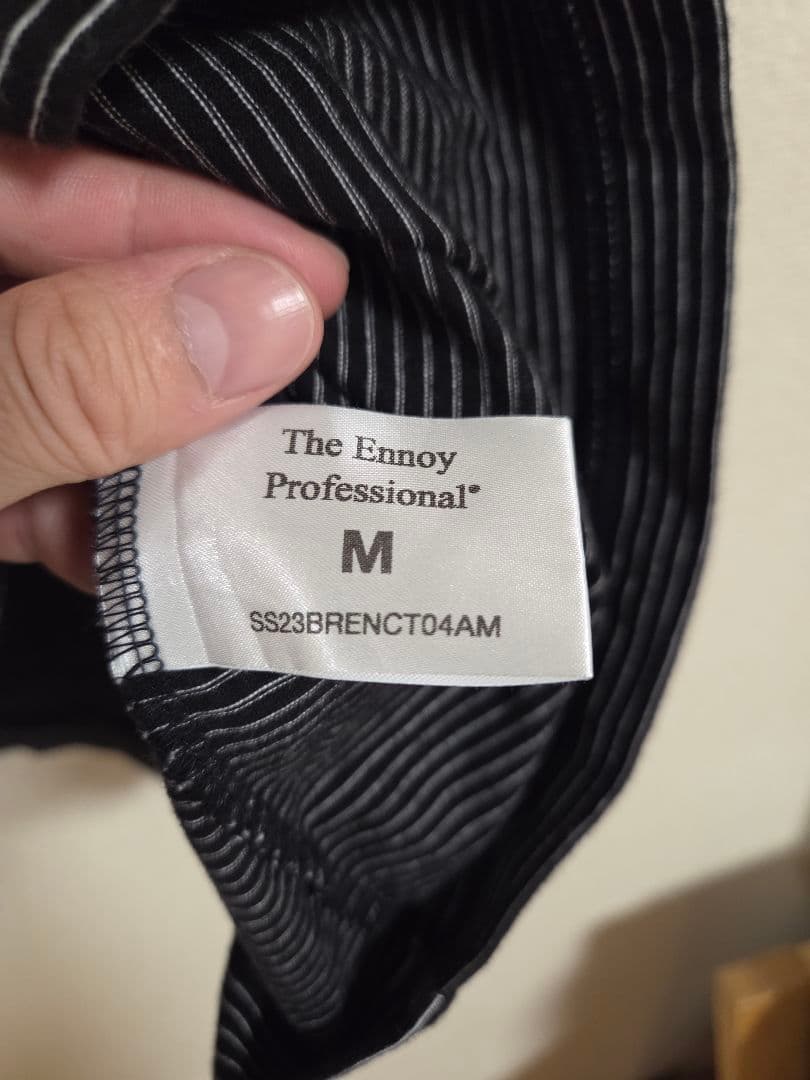 The Ennoy
Professional®
M
SS23BRENCT04AM